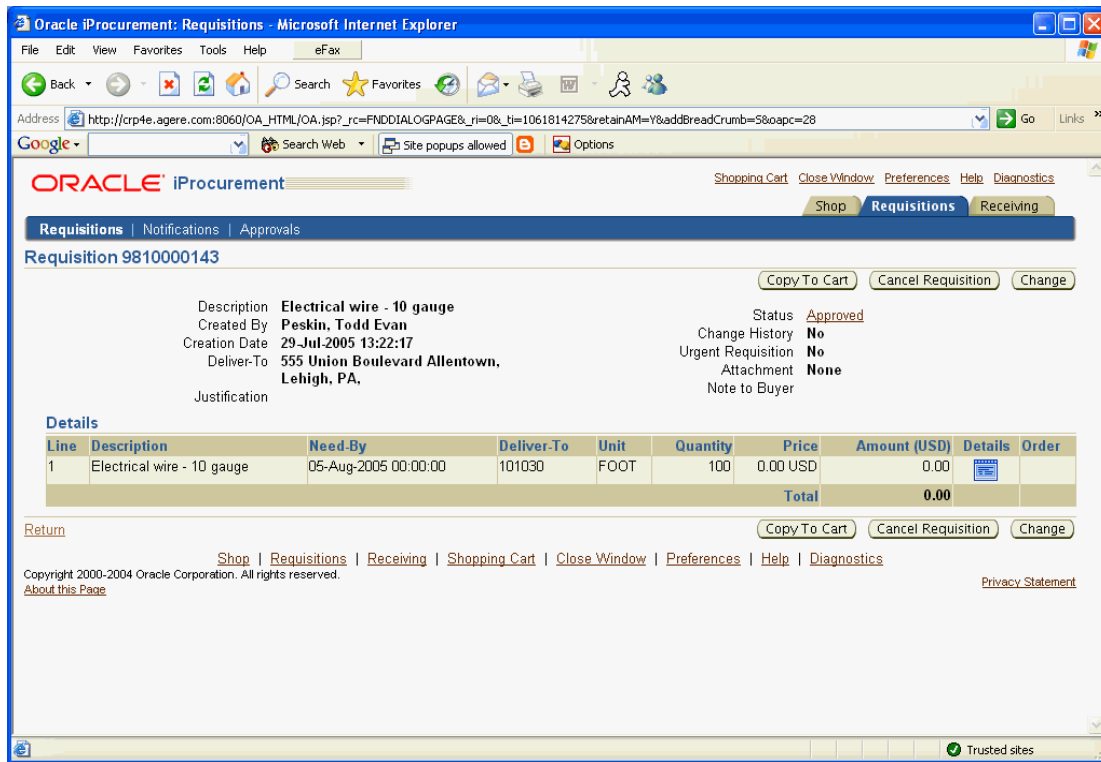 Oracle iProcurement: Requisitions - Microsoft Internet Explorer
File Edit View Favorites Tools Help eFax
Back Search Favorites
Address http://crp4e.agere.com:8060/OA_HTML/OA.jsp?_rc=FNDDIALOGPAGE&_ri=0&_ti=1061814275&retainAM=Y&addBreadCrumb=S&oapc=28 Go Links »
Google Search Web Site popups allowed Options
ORACLE iProcurement Shopping Cart Close Window Preferences Help Diagnostics
Shop Requisitions Receiving
Requisitions | Notifications | Approvals
Requisition 9810000143
Copy To Cart Cancel Requisition Change
Description Electrical wire - 10 gauge
Created By Peskin, Todd Evan
Creation Date 29-Jul-2005 13:22:17
Deliver-To 555 Union Boulevard Allentown,
Lehigh, PA,
Justification
Status Approved
Change History No
Urgent Requisition No
Attachment None
Note to Buyer
Details
Line Description Need-By Deliver-To Unit Quantity Price Amount (USD) Details Order
1 Electrical wire - 10 gauge 05-Aug-2005 00:00:00 101030 FOOT 100 0.00 USD 0.00
Total 0.00
Return Copy To Cart Cancel Requisition Change
Shop | Requisitions | Receiving | Shopping Cart | Close Window | Preferences | Help | Diagnostics
Copyright 2000-2004 Oracle Corporation. All rights reserved.
About this Page Privacy Statement
Trusted sites